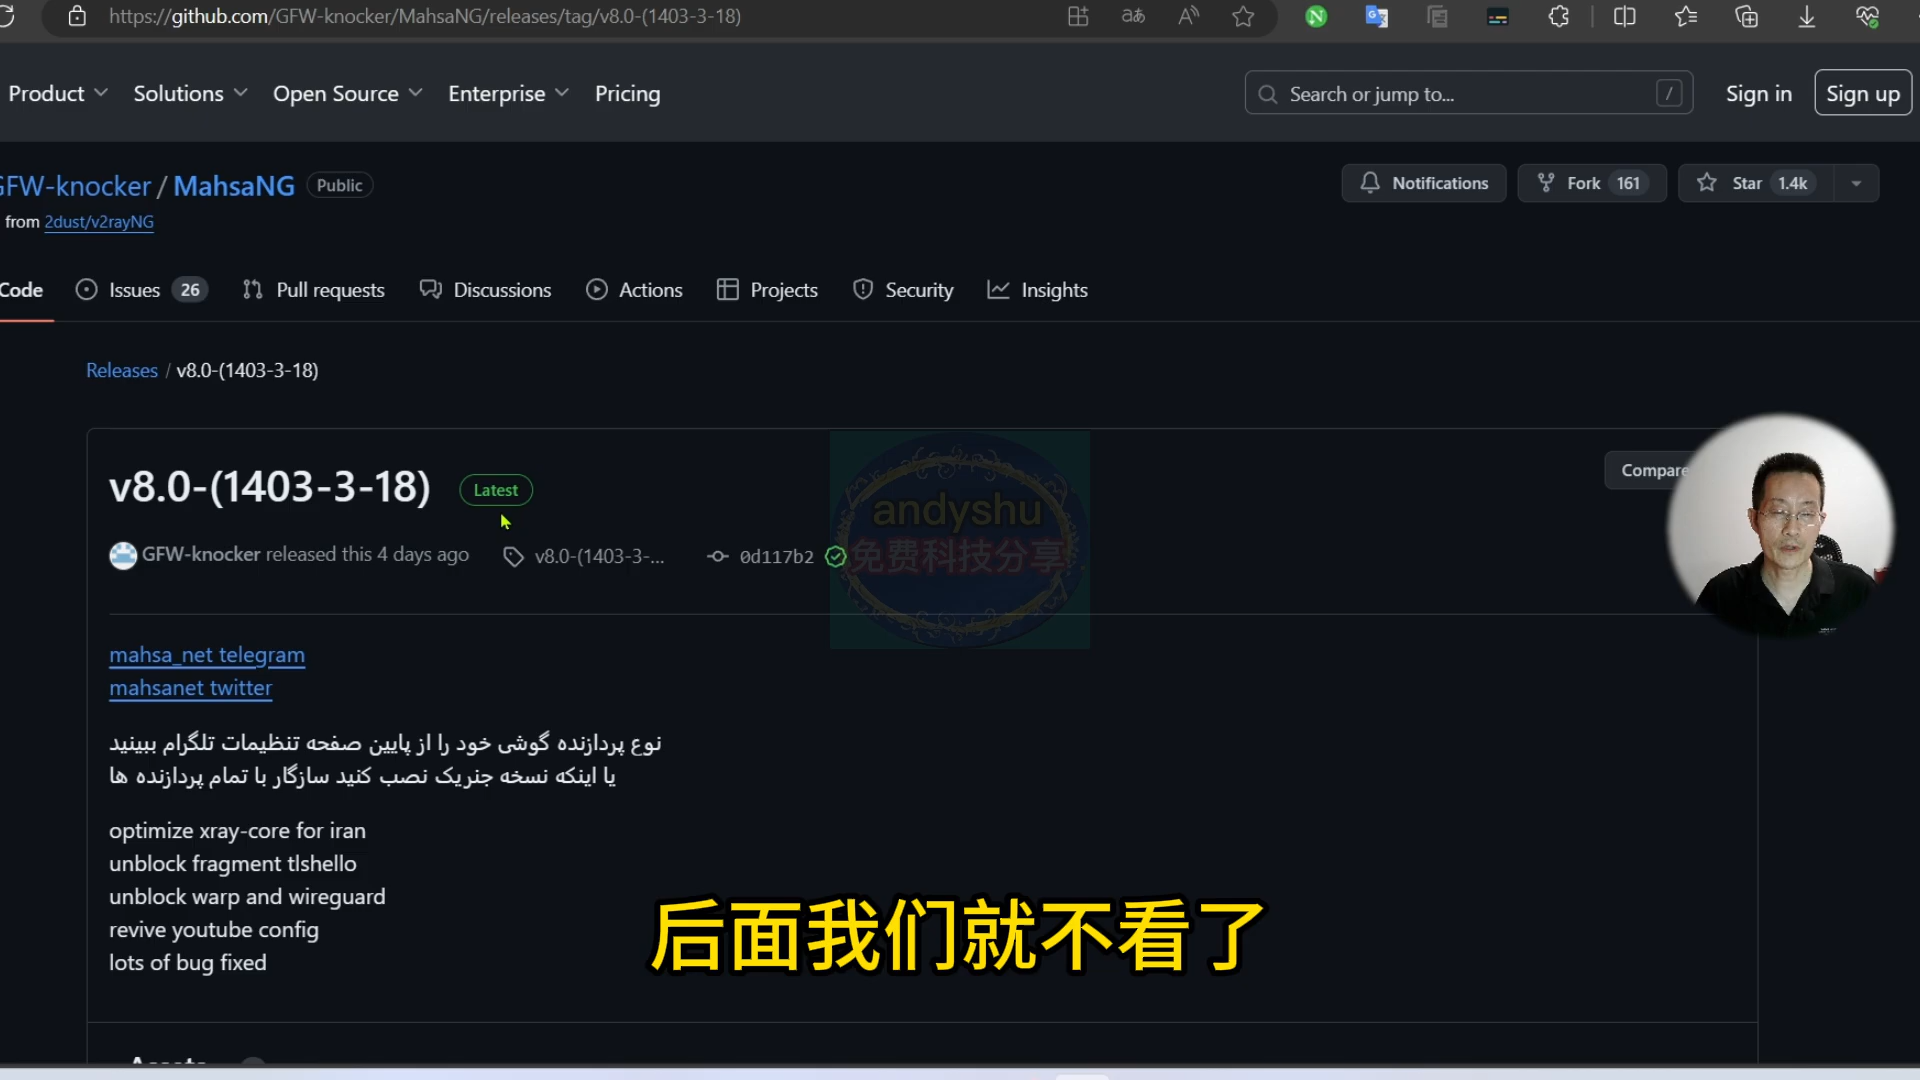 https://github.com/GFW-knocker/MahsaNG/releases/tag/v8.0-(1403-3-18)
Product Solutions Open Source Enterprise Pricing
Search or jump to...
/
Sign in
Sign up
GFW-knocker / MahsaNG Public
Notifications
Fork 161
Star 1.4k
from 2dust/v2rayNG
Code Issues 26 Pull requests Discussions Actions Projects Security Insights
Releases / v8.0-(1403-3-18)
v8.0-(1403-3-18) Latest
Compare
GFW-knocker released this 4 days ago v8.0-(1403-3-... 0d117b2
andyshu
免费科技分享
mahsa_net telegram
mahsanet twitter
نوع پردازنده گوشی خود را از پایین صفحه تنظیمات تلگرام ببینید
یا اینکه نسخه جنریک نصب کنید سازگار با تمام پردازنده ها
optimize xray-core for iran
unblock fragment tlshello
unblock warp and wireguard
revive youtube config
lots of bug fixed
后面我们就不看了
Assets